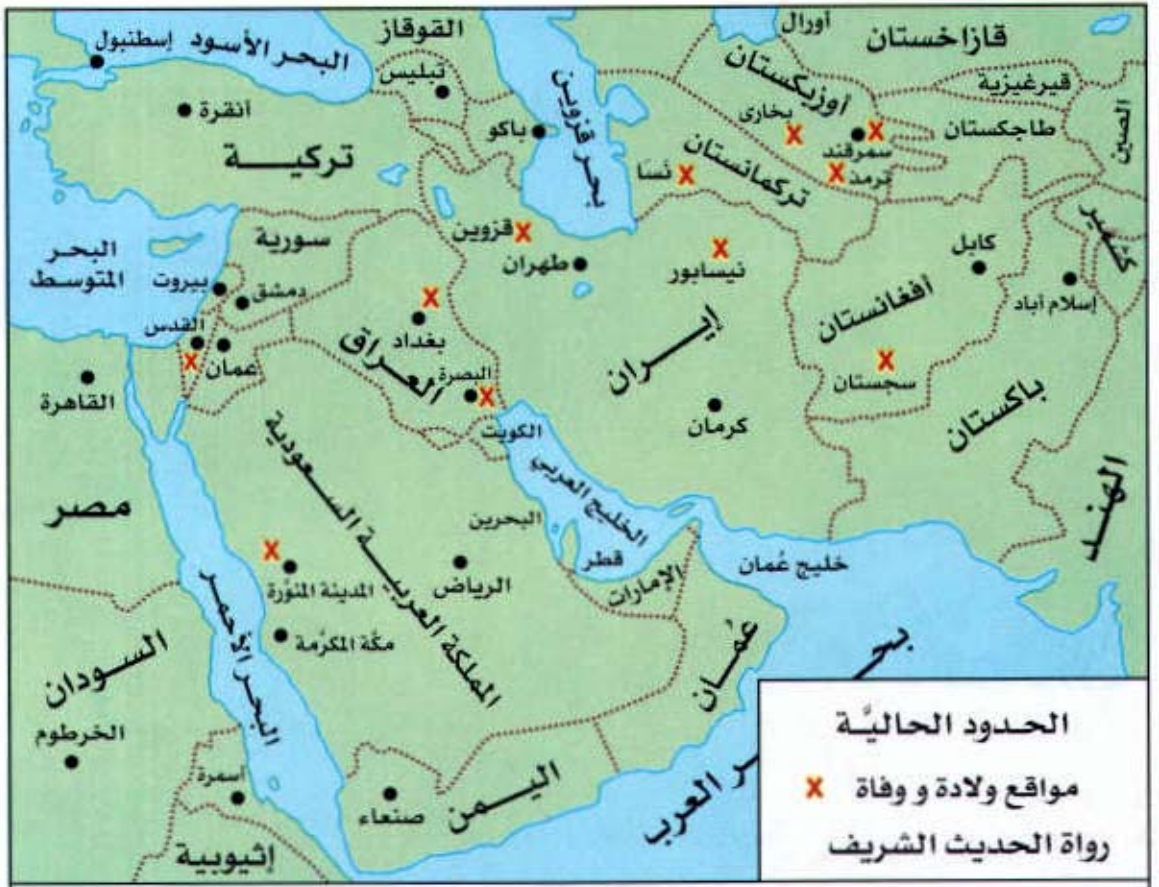 القوقاز
أورال
قازاخستان
إسطنبول
البحر الأسود
تبليس
بحر قزوين
أوزبكستان
قيرغيزية
الصين
أنقرة
باكو
بخارى
سمرقند
طاجكستان
تركيــة
نَسَا
تركمانستان
ترمذ
سورية
قزوين
طهران
نيسابور
كابل
كشمير
البحر
المتوسط
بيروت
دمشق
القدس
عمان
بغداد
العراق
البصرة
إيران
أفغانستان
إسلام آباد
سجستان
باكستان
القاهرة
الكويت
كرمان
الهند
مصر
المملكة العربية السعودية
البحرين
الخليج العربي
قطر
الرياض
الإمارات
خليج عُمان
المدينة المنوَّرة
مكَّة المكرَّمة
البحر الأحمر
السودان
الخرطوم
عُمان
بحر العرب
أسمرة
صنعاء
اليمن
إثيوبية
الحدود الحاليَّة
مواقع ولادة و وفاة X
رواة الحديث الشريف